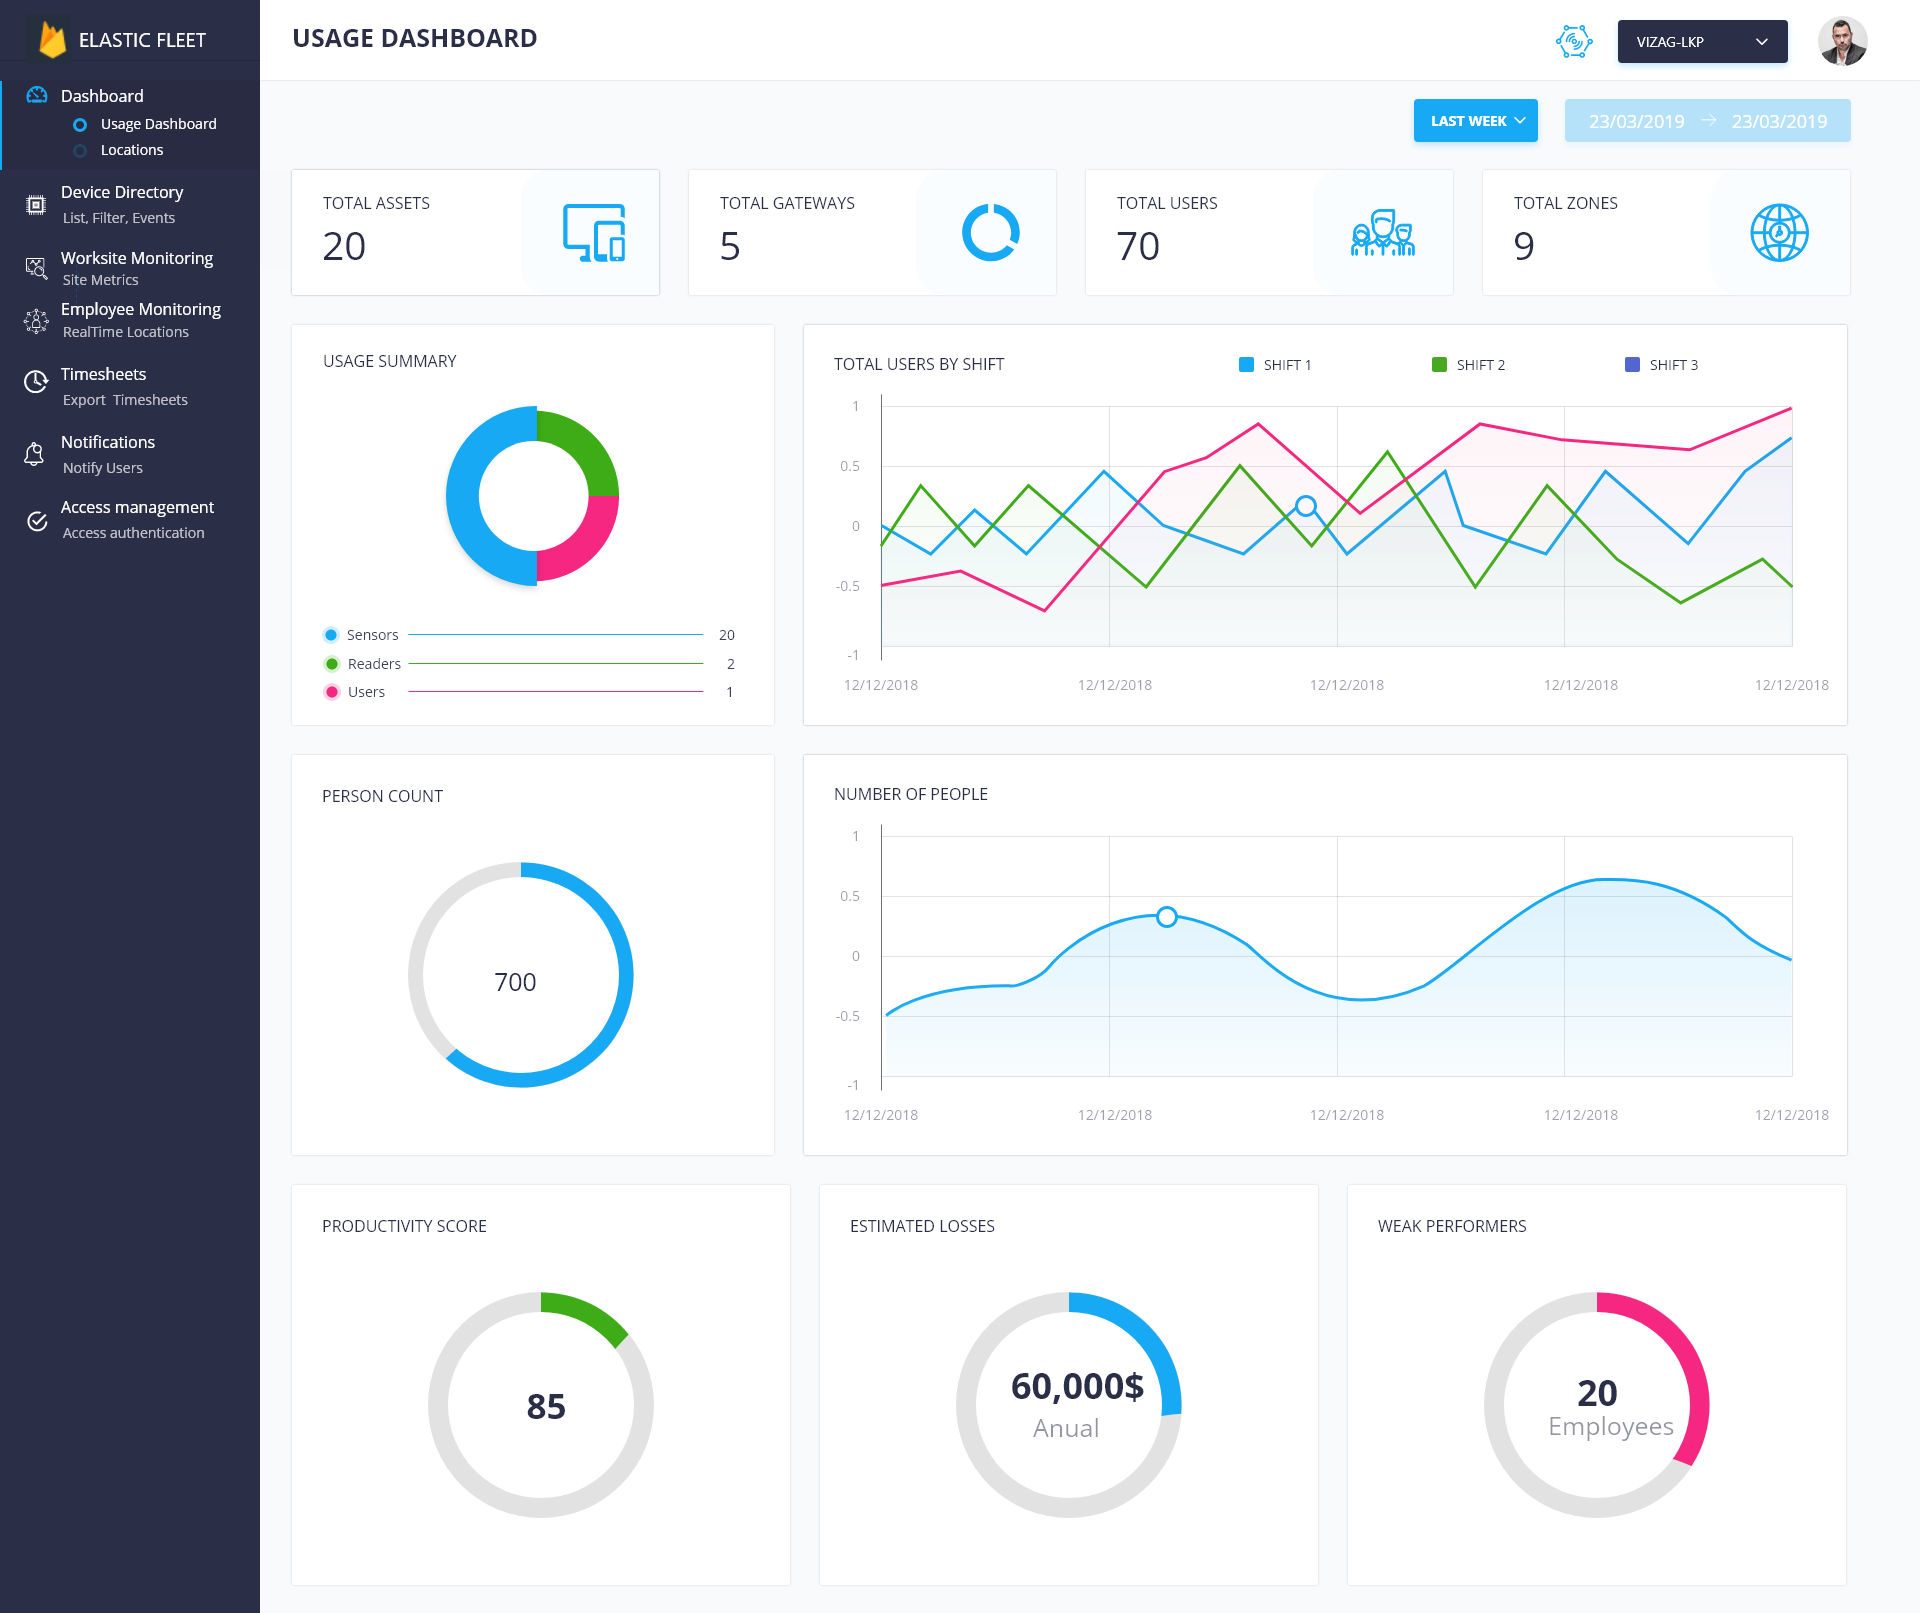 ELASTIC FLEET
Dashboard
Usage Dashboard
Locations
Device Directory
List, Filter, Events
Worksite Monitoring
Site Metrics
Employee Monitoring
RealTime Locations
Timesheets
Export  Timesheets
Notifications
Notify Users
Access management
Access authentication
USAGE DASHBOARD
VIZAG-LKP
LAST WEEK
23/03/2019 → 23/03/2019
TOTAL ASSETS
20
TOTAL GATEWAYS
5
TOTAL USERS
70
TOTAL ZONES
9
USAGE SUMMARY
Sensors 20
Readers 2
Users 1
TOTAL USERS BY SHIFT
SHIFT 1 SHIFT 2 SHIFT 3
1
0.5
0
-0.5
-1
12/12/2018 12/12/2018 12/12/2018 12/12/2018 12/12/2018
PERSON COUNT
700
NUMBER OF PEOPLE
1
0.5
0
-0.5
-1
12/12/2018 12/12/2018 12/12/2018 12/12/2018 12/12/2018
PRODUCTIVITY SCORE
85
ESTIMATED LOSSES
60,000$
Anual
WEAK PERFORMERS
20
Employees